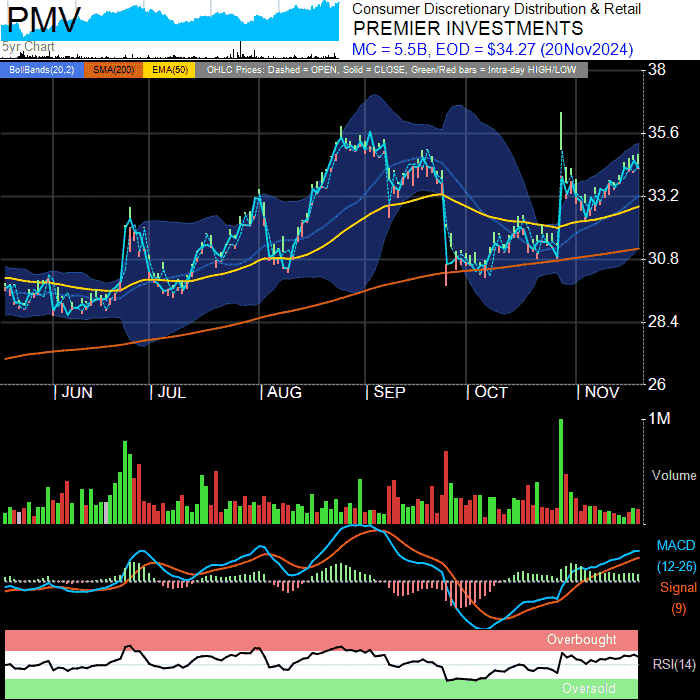 PMV
5yr Chart
Consumer Discretionary Distribution & Retail
PREMIER INVESTMENTS
MC = 5.5B, EOD = $34.27 (20Nov2024)
BollBands(20,2) SMA(200) EMA(50) OHLC Prices: Dashed = OPEN, Solid = CLOSE, Green/Red bars = Intra-day HIGH/LOW
38
35.6
33.2
30.8
28.4
26
| JUN | JUL | AUG | SEP | OCT | NOV
1M
Volume
MACD
(12-26)
Signal
(9)
Overbought
RSI(14)
Oversold